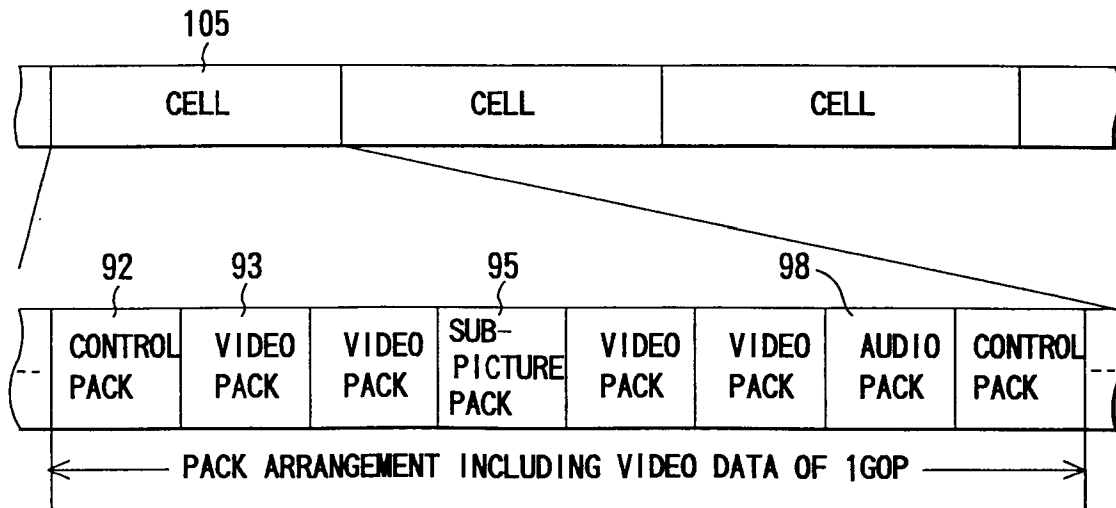 105
CELL CELL CELL
92 93 95 98
CONTROL PACK VIDEO PACK VIDEO PACK SUB-PICTURE PACK VIDEO PACK VIDEO PACK AUDIO PACK CONTROL PACK
PACK ARRANGEMENT INCLUDING VIDEO DATA OF 1GOP